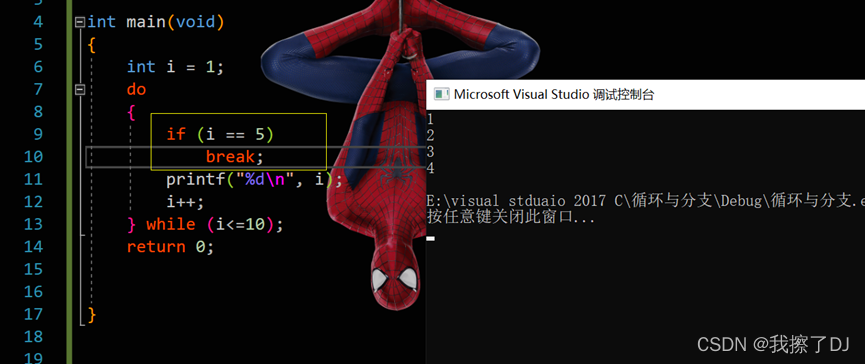 4 int main(void)
5 {
6 int i = 1;
7 do
8 {
9 if (i == 5)
10 break;
11 printf("%d\n", i);
12 i++;
13 } while (i<=10);
14 return 0;
15
16
17 }
18
19
Microsoft Visual Studio 调试控制台
1
2
3
4
E:\visual stduaio 2017 C\循环与分支\Debug\循环与分支.e
按任意键关闭此窗口...
CSDN @我擦了DJ